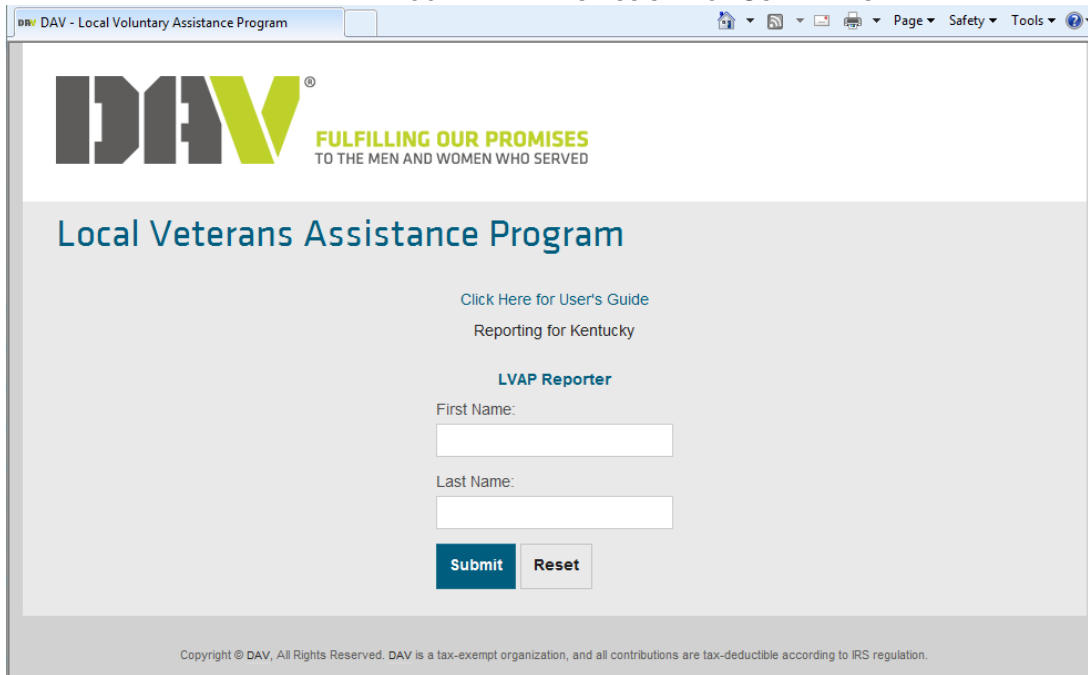 DAV - Local Voluntary Assistance Program
Page Safety Tools
DAV®
FULFILLING OUR PROMISES
TO THE MEN AND WOMEN WHO SERVED
Local Veterans Assistance Program
Click Here for User's Guide
Reporting for Kentucky
LVAP Reporter
First Name:
Last Name:
Submit Reset
Copyright © DAV, All Rights Reserved. DAV is a tax-exempt organization, and all contributions are tax-deductible according to IRS regulation.